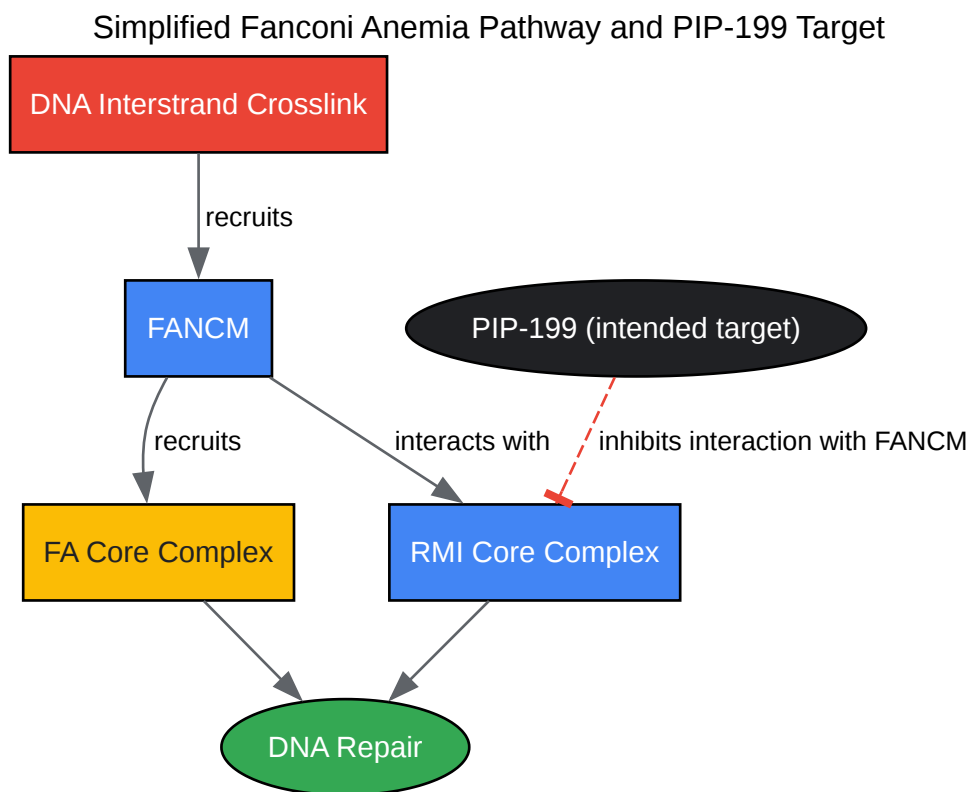 Simplified Fanconi Anemia Pathway and PIP-199 Target
DNA Interstrand Crosslink
recruits
FANCM
PIP-199 (intended target)
recruits
interacts with
inhibits interaction with FANCM
FA Core Complex
RMI Core Complex
DNA Repair